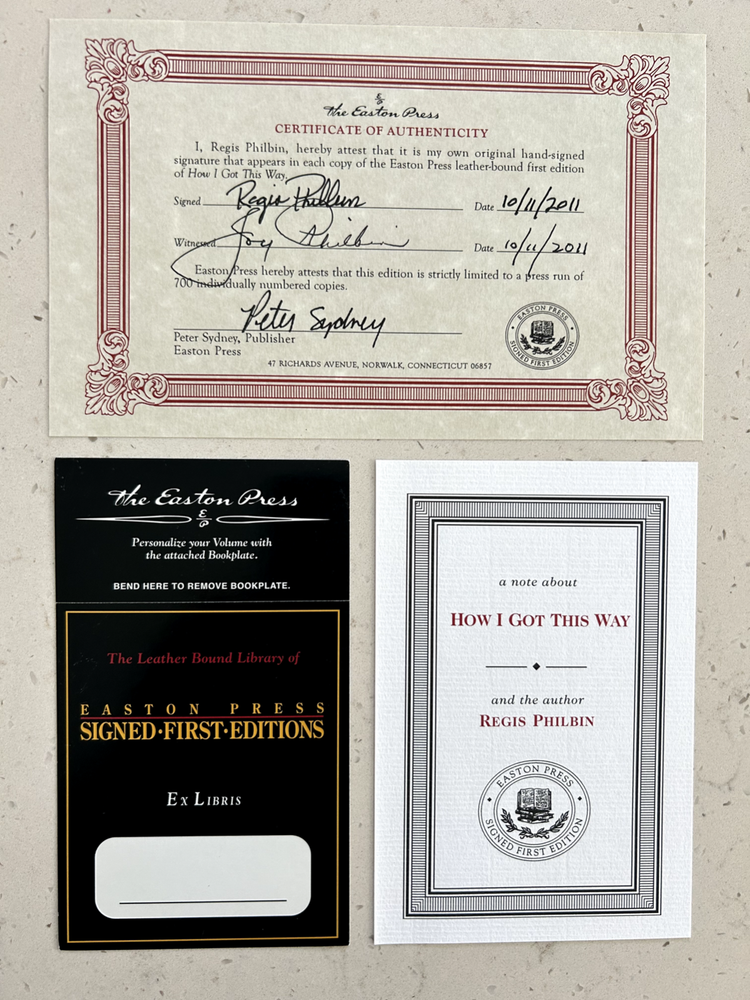 The Easton Press
CERTIFICATE OF AUTHENTICITY
I, Regis Philbin, hereby attest that it is my own original hand-signed
signature that appears in each copy of the Easton Press leather-bound first edition
of How I Got This Way.
Signed Regis Philbin Date 10/11/2011
Witnessed Joy Philbin Date 10/11/2011
Easton Press hereby attests that this edition is strictly limited to a press run of
700 individually numbered copies.
Peter Sydney
Peter Sydney, Publisher
Easton Press
47 RICHARDS AVENUE, NORWALK, CONNECTICUT 06857
EASTON PRESS
SIGNED FIRST EDITION
The Easton Press
E
P
Personalize your Volume with
the attached Bookplate.
BEND HERE TO REMOVE BOOKPLATE.
The Leather Bound Library of
EASTON PRESS
SIGNED·FIRST·EDITIONS
EX LIBRIS
a note about
HOW I GOT THIS WAY
and the author
REGIS PHILBIN
EASTON PRESS
SIGNED FIRST EDITION